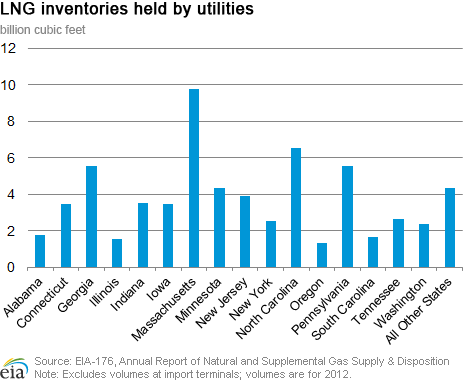 LNG inventories held by utilities
billion cubic feet
12
10
8
6
4
2
0
Alabama
Connecticut
Georgia
Illinois
Indiana
Iowa
Massachusetts
Minnesota
New Jersey
New York
North Carolina
Oregon
Pennsylvania
South Carolina
Tennessee
Washington
All Other States
eia
Source: EIA-176, Annual Report of Natural and Supplemental Gas Supply & Disposition
Note: Excludes volumes at import terminals; volumes are for 2012.